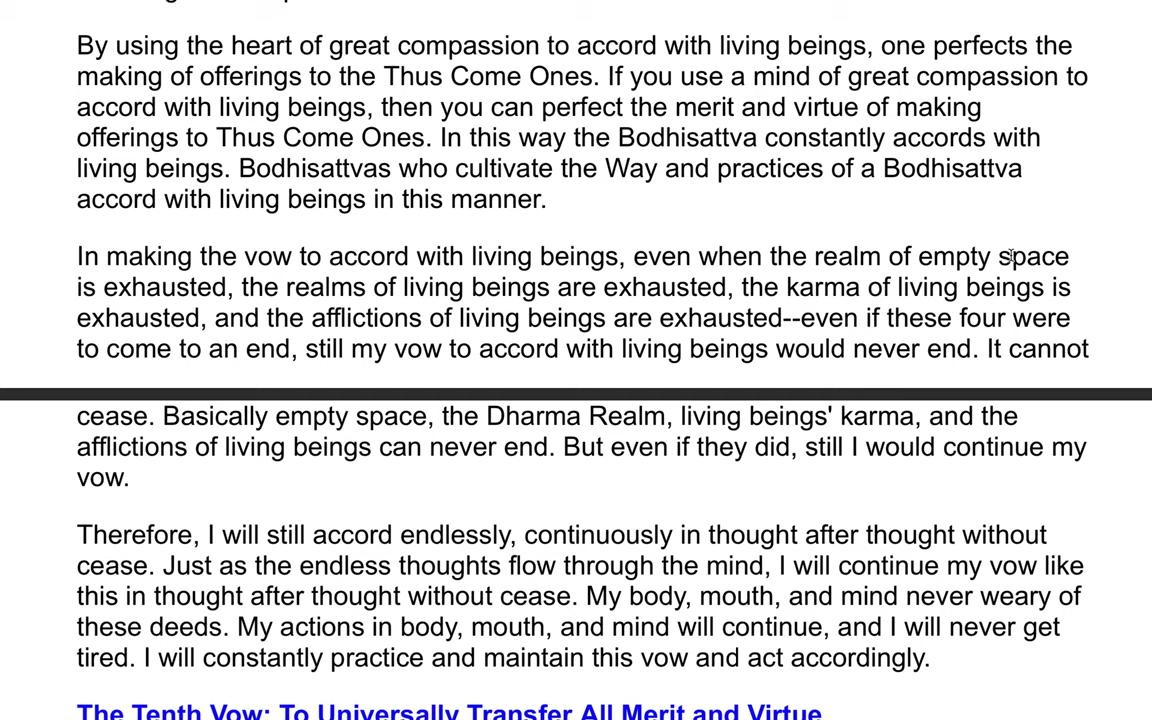 By using the heart of great compassion to accord with living beings, one perfects the
making of offerings to the Thus Come Ones. If you use a mind of great compassion to
accord with living beings, then you can perfect the merit and virtue of making
offerings to Thus Come Ones. In this way the Bodhisattva constantly accords with
living beings. Bodhisattvas who cultivate the Way and practices of a Bodhisattva
accord with living beings in this manner.
In making the vow to accord with living beings, even when the realm of empty space
is exhausted, the realms of living beings are exhausted, the karma of living beings is
exhausted, and the afflictions of living beings are exhausted--even if these four were
to come to an end, still my vow to accord with living beings would never end. It cannot
cease. Basically empty space, the Dharma Realm, living beings' karma, and the
afflictions of living beings can never end. But even if they did, still I would continue my
vow.
Therefore, I will still accord endlessly, continuously in thought after thought without
cease. Just as the endless thoughts flow through the mind, I will continue my vow like
this in thought after thought without cease. My body, mouth, and mind never weary of
these deeds. My actions in body, mouth, and mind will continue, and I will never get
tired. I will constantly practice and maintain this vow and act accordingly.
The Tenth Vow: To Universally Transfer All Merit and Virtue